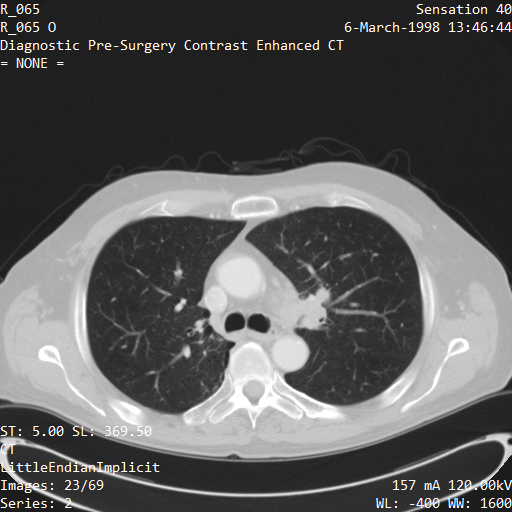 R_065
Sensation 40
R_065 O
6-March-1998 13:46:44
Diagnostic Pre-Surgery Contrast Enhanced CT
= NONE =
ST: 5.00 SL: 369.50
CT
LittleEndianImplicit
Images: 23/69
157 mA 120.00kV
Series: 2
WL: -400 WW: 1600